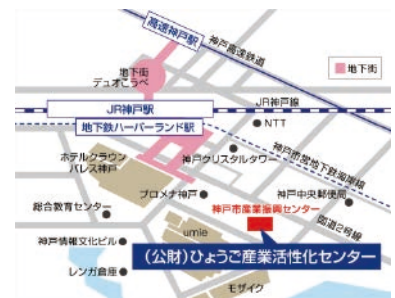 高速神戸駅
神戸高速鉄道
地下街
地下街
デュオこうべ
JR神戸線
JR神戸駅
NTT
地下鉄ハーバーランド駅
神戸市営地下鉄海岸線
ホテルクラウン
パレス神戸
神戸クリスタルタワー
プロメナ神戸
神戸中央郵便局
総合教育センター
神戸市産業振興センター
国道2号線
umie
神戸情報文化ビル
(公財)ひょうご産業活性化センター
レンガ倉庫
モザイク